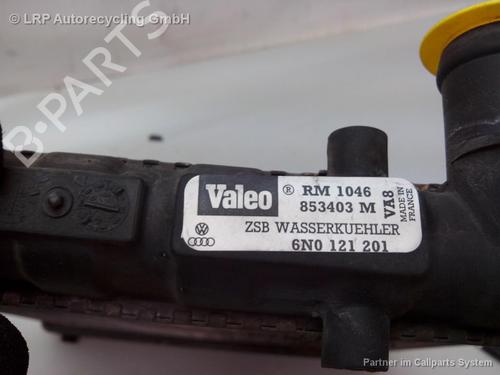 © LRP Autorecycling GmbH
B-PARTS
Valeo ® RM 1046
853403 M
VA8
MADE IN FRANCE
ZSB WASSERKUEHLER
6N0 121 201
Partner im Callparts System